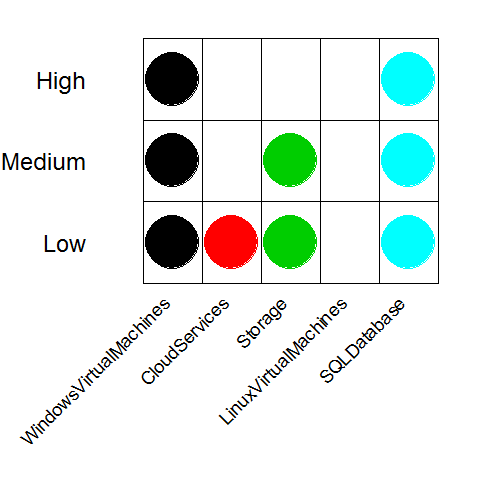 High
Medium
Low
WindowsVirtualMachines
CloudServices
Storage
LinuxVirtualMachines
SQLDatabase